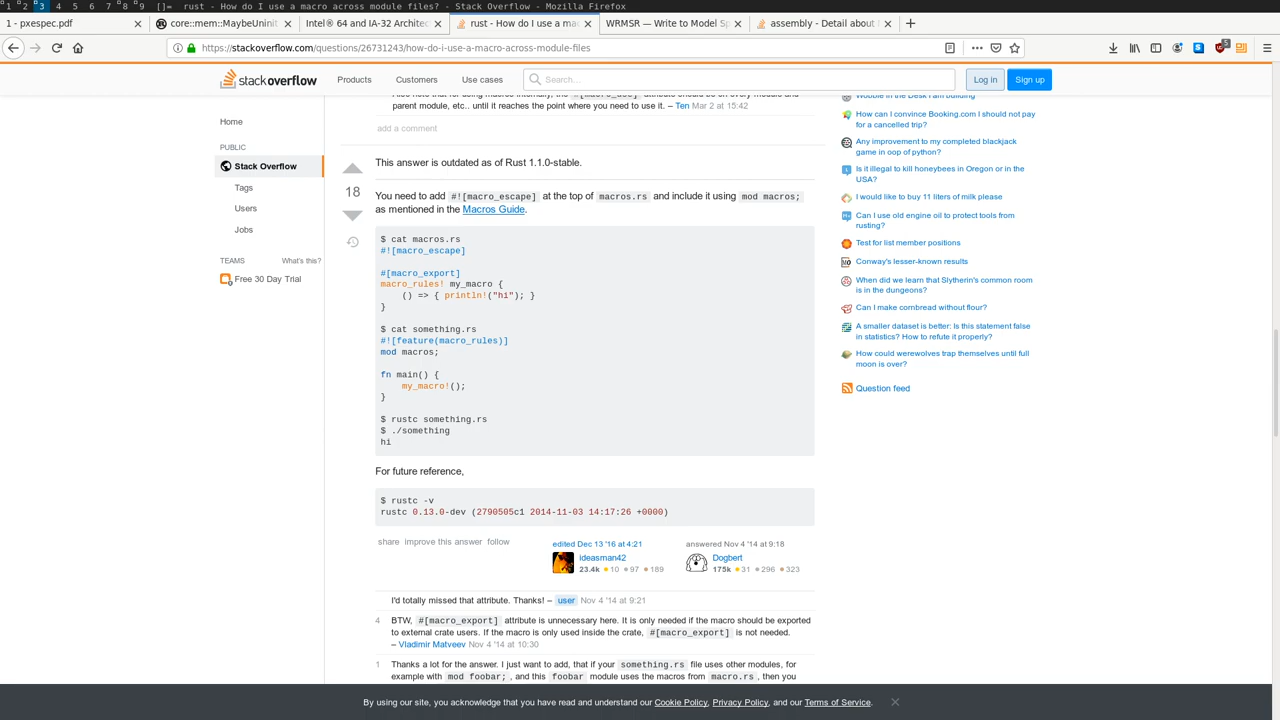 1 2 3 4 5 6 7 8 9 []= rust - How do I use a macro across module files? - Stack Overflow - Mozilla Firefox
1 - pxspec.pdf
core::mem::MaybeUninit
Intel® 64 and IA-32 Architec
rust - How do I use a ma
WRMSR — Write to Model Sp
assembly - Detail about
https://stackoverflow.com/questions/26731243/how-do-i-use-a-macro-across-module-files
5
stackoverflow
Products
Customers
Use cases
Search...
Log in
Sign up
Home
PUBLIC
Stack Overflow
Tags
Users
Jobs
TEAMS
What's this?
Free 30 Day Trial
parent module, etc.. until it reaches the point where you need to use it. – Ten Mar 2 at 15:42
add a comment
This answer is outdated as of Rust 1.1.0-stable.
18
You need to add #![macro_escape] at the top of macros.rs and include it using mod macros;
as mentioned in the Macros Guide.
$ cat macros.rs
#![macro_escape]
#[macro_export]
macro_rules! my_macro {
() => { println!("hi"); }
}
$ cat something.rs
#![feature(macro_rules)]
mod macros;
fn main() {
my_macro!();
}
$ rustc something.rs
$ ./something
hi
For future reference,
$ rustc -v
rustc 0.13.0-dev (2790505c1 2014-11-03 14:17:26 +0000)
share improve this answer follow
edited Dec 13 '16 at 4:21
ideasman42
23.4k 10 97 189
answered Nov 4 '14 at 9:18
Dogbert
175k 31 296 323
I'd totally missed that attribute. Thanks! – user Nov 4 '14 at 9:21
4
BTW, #[macro_export] attribute is unnecessary here. It is only needed if the macro should be exported
to external crate users. If the macro is only used inside the crate, #[macro_export] is not needed.
– Vladimir Matveev Nov 4 '14 at 10:30
1
Thanks a lot for the answer. I just want to add, that if your something.rs file uses other modules, for
example with mod foobar; , and this foobar module uses the macros from macro.rs , then you
How can I convince Booking.com I should not pay
for a cancelled trip?
Any improvement to my completed blackjack
game in oop of python?
Is it illegal to kill honeybees in Oregon or in the
USA?
I would like to buy 11 liters of milk please
Can I use old engine oil to protect tools from
rusting?
Test for list member positions
Conway's lesser-known results
When did we learn that Slytherin's common room
is in the dungeons?
Can I make cornbread without flour?
A smaller dataset is better: Is this statement false
in statistics? How to refute it properly?
How could werewolves trap themselves until full
moon is over?
Question feed
By using our site, you acknowledge that you have read and understand our Cookie Policy, Privacy Policy, and our Terms of Service.